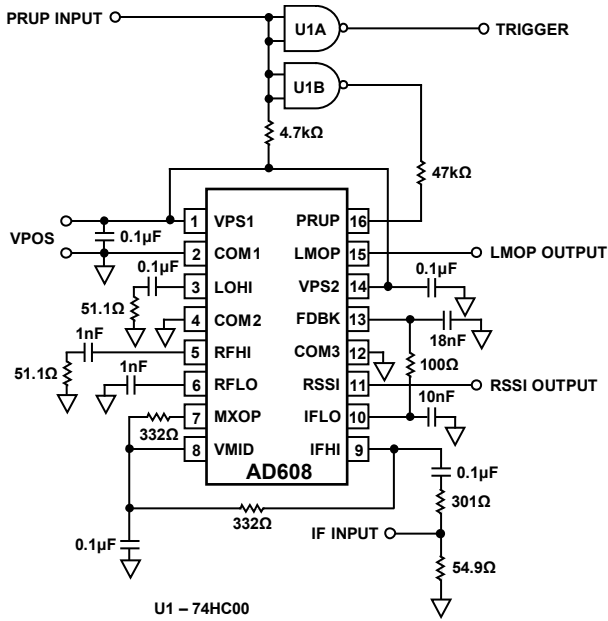 PRUP INPUT
U1A
TRIGGER
U1B
4.7kΩ
47kΩ
VPOS
0.1µF
1 VPS1
PRUP 16
2 COM1
LMOP 15
LMOP OUTPUT
0.1µF
51.1Ω
3 LOHI
VPS2 14
0.1µF
4 COM2
FDBK 13
18nF
1nF
51.1Ω
5 RFHI
COM3 12
100Ω
1nF
6 RFLO
RSSI 11
RSSI OUTPUT
332Ω
7 MXOP
IFLO 10
10nF
8 VMID
IFHI 9
AD608
0.1µF
301Ω
332Ω
IF INPUT
0.1µF
54.9Ω
U1 – 74HC00